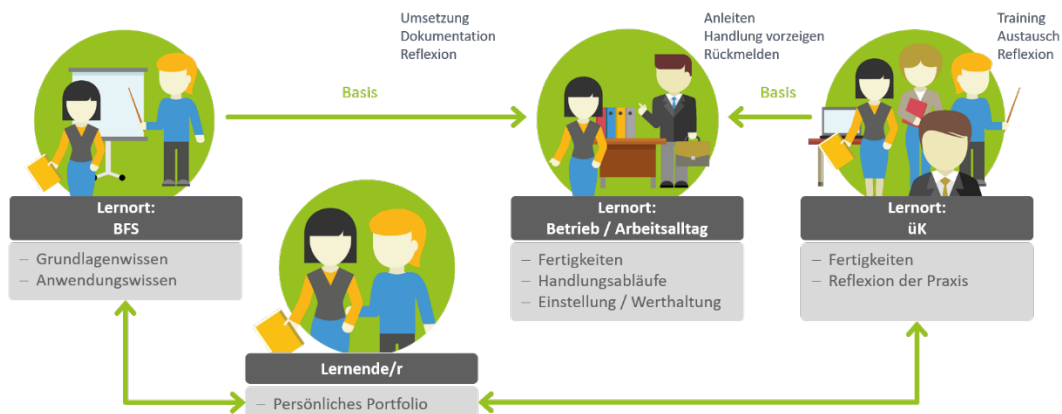 Umsetzung
Dokumentation
Reflexion
Anleiten
Handlung vorzeigen
Rückmelden
Training
Austausch
Reflexion
Basis
Basis
Lernort:
BFS
– Grundlagenwissen
– Anwendungswissen
Lernort:
Betrieb / Arbeitsalltag
– Fertigkeiten
– Handlungsabläufe
– Einstellung / Werthaltung
Lernort:
üK
– Fertigkeiten
– Reflexion der Praxis
Lernende/r
– Persönliches Portfolio